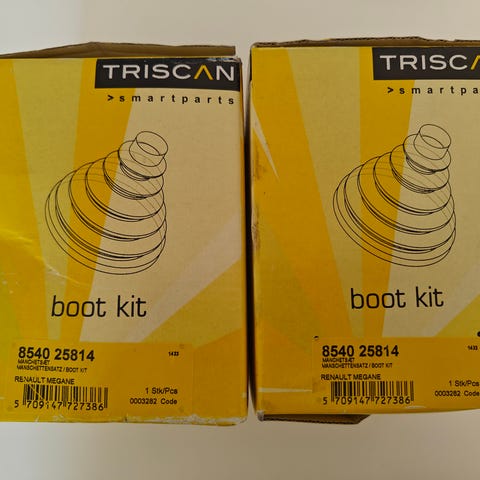 TRISCAN
>smartparts
boot kit
8540 25814
1433
MANCHETSÆT
MANSCHETTENSATZ / BOOT KIT
RENAULT MEGANE
1 Stk/Pcs
0003282 Code
5 709147 727386
TRISCA
>smartpa
boot kit
8540 25814
1433
MANCHETSÆT
MANSCHETTENSATZ / BOOT KIT
RENAULT MEGANE
1 Stk/Pcs
0003282 Code
5 709147 727386